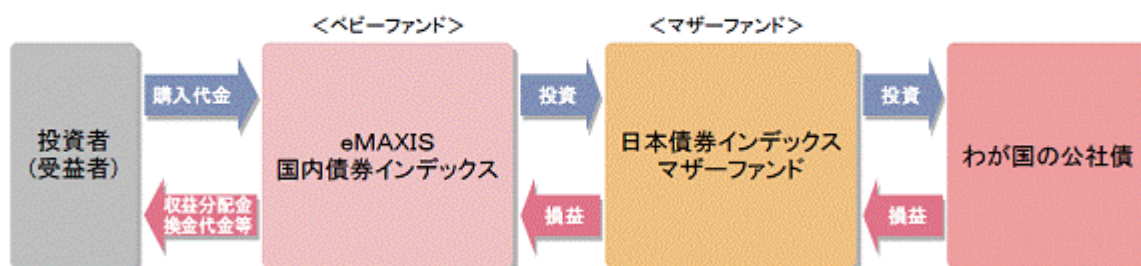 <ベビーファンド>
<マザーファンド>
投資者
(受益者)
購入代金
収益分配金
換金代金等
eMAXIS
国内債券インデックス
投資
損益
日本債券インデックス
マザーファンド
投資
損益
わが国の公社債